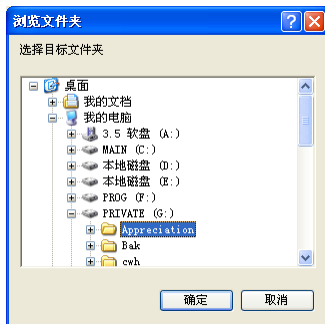 浏览文件夹
选择目标文件夹
桌面
我的文档
我的电脑
3.5 软盘 (A:)
MAIN (C:)
本地磁盘 (D:)
本地磁盘 (E:)
PROG (F:)
PRIVATE (G:)
Appreciation
Bak
cwh
确定
取消